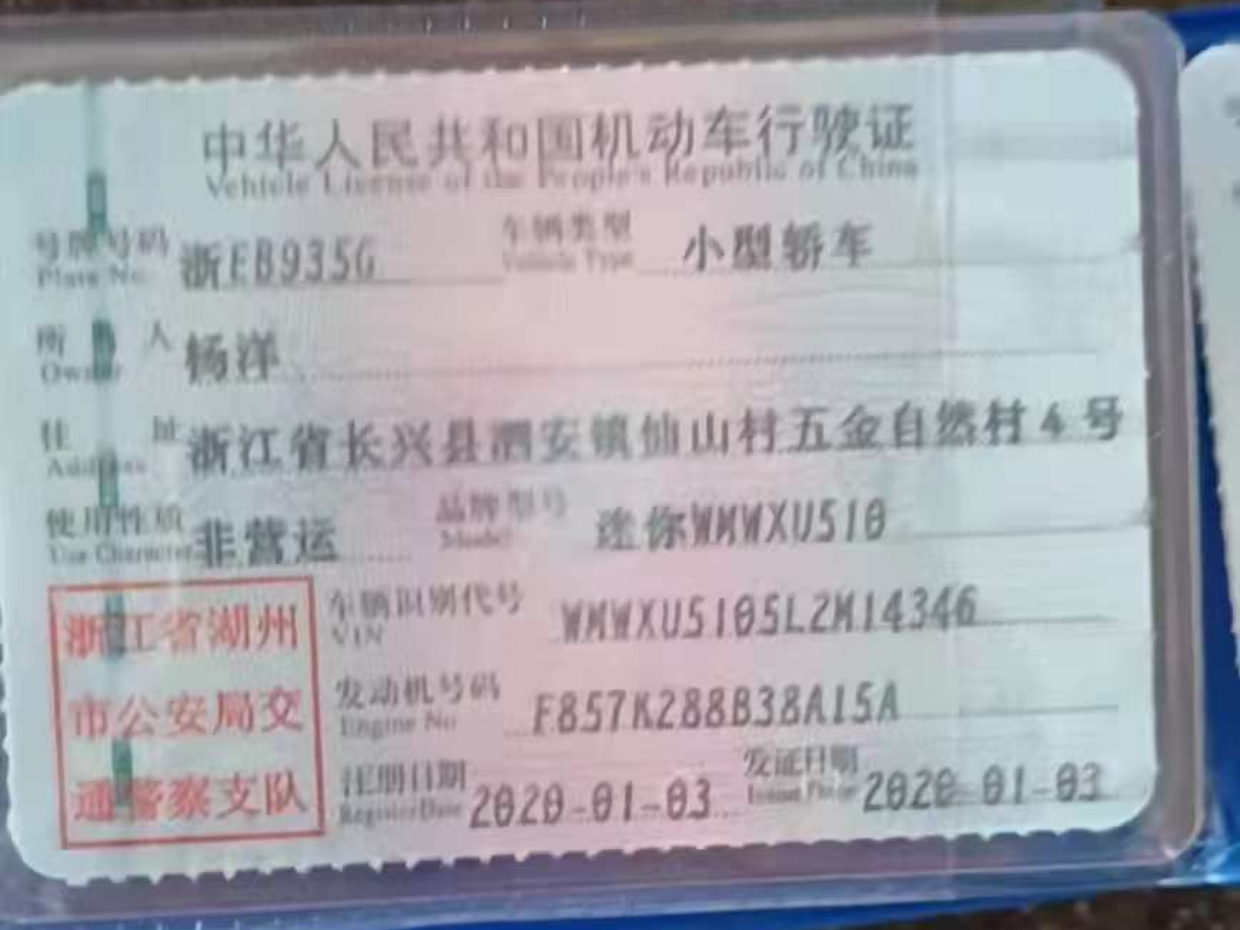 中华人民共和国机动车行驶证
Vehicle License of the People's Republic of China
号牌号码 浙EB935G 车辆类型 小型轿车
Plate No. Vehicle Type
所有人 杨洋
Owner
住址 浙江省长兴县泗安镇仙山村五金自然村4号
Address
使用性质 非营运 品牌型号 迷你WMWXU510
Use Character Model
浙江省湖州
市公安局交
通警察支队
车辆识别代号 WMWXU5105L2M14346
VIN
发动机号码 F857K288B38A15A
Engine No
注册日期 2020-01-03 发证日期 2020-01-03
Register Date Issue Date